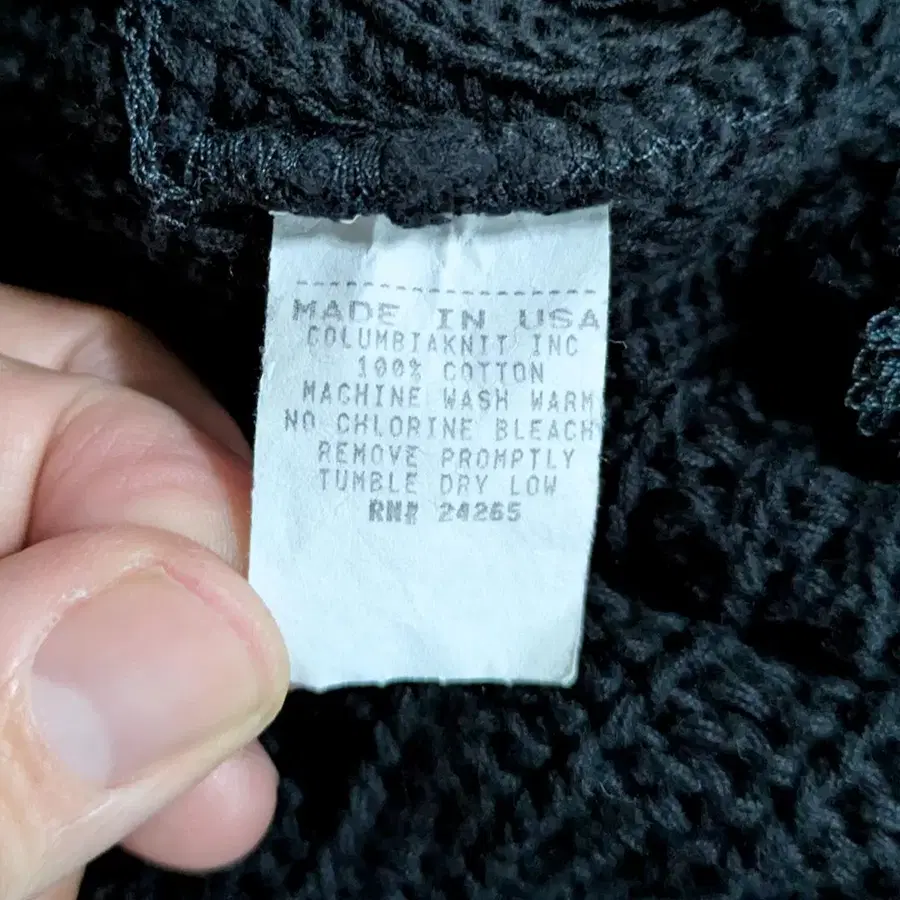 MADE IN USA
COLUMBIAKNIT INC
100% COTTON
MACHINE WASH WARM
NO CHLORINE BLEACH
REMOVE PROMPTLY
TUMBLE DRY LOW
RN# 24265